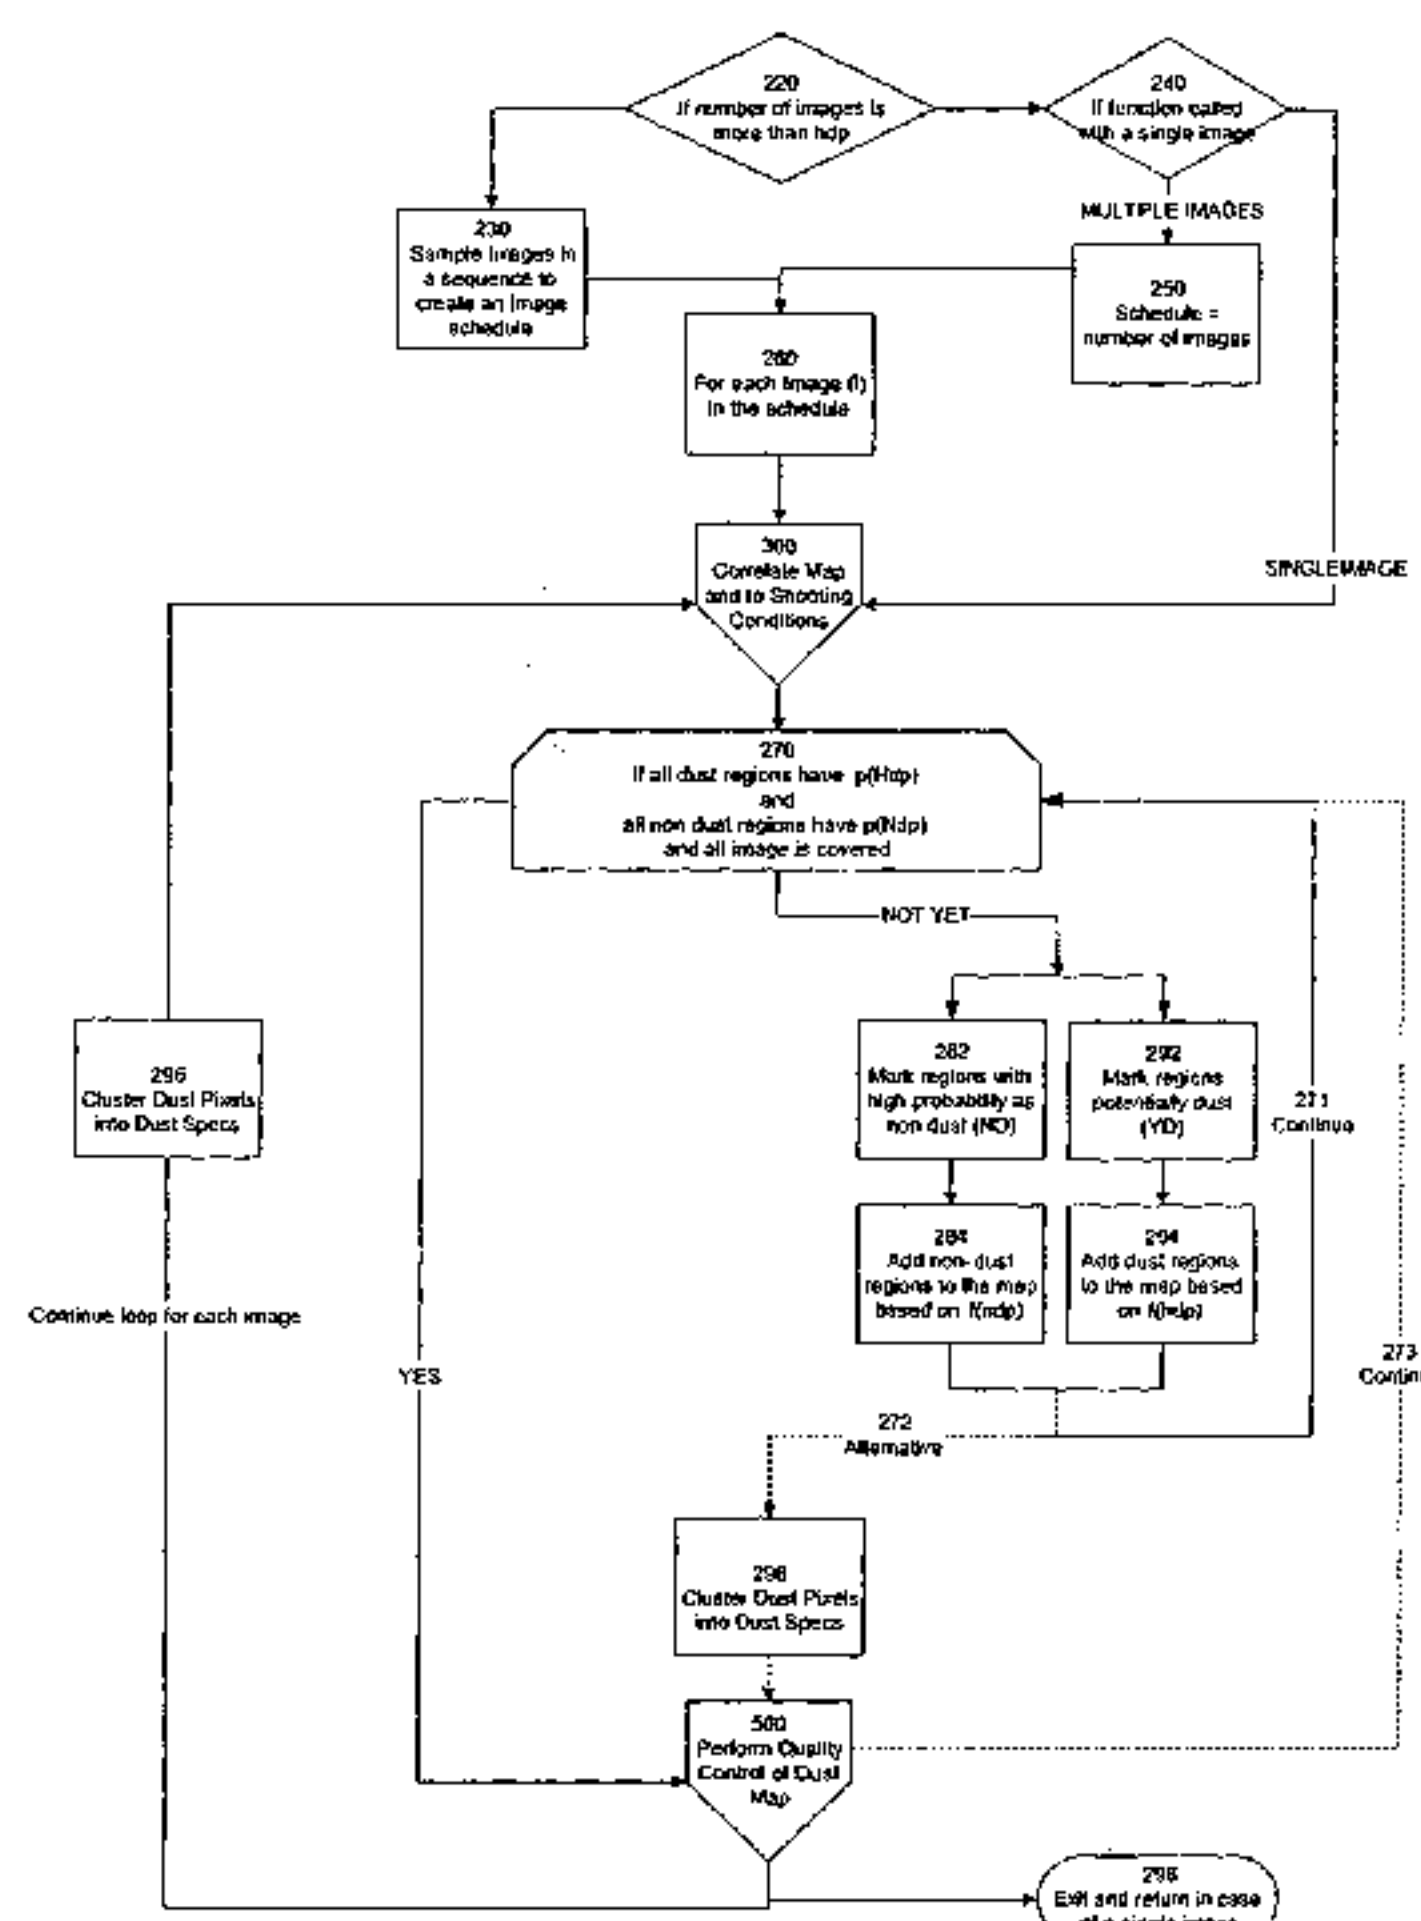 220
If number of images is
more than hdp
240
If function called
with a single image
MULTIPLE IMAGES
230
Sample Images in
a sequence to
create an Image
schedule
250
Schedule =
number of images
260
For each Image (I)
in the schedule
300
Correlate Map
and to Shooting
Conditions
SINGLE IMAGE
270
If all dust regions have p(Hdp)
and
all non dust regions have p(Ndp)
and all image is covered
NOT YET
282
Mark regions with
high probability as
non dust (ND)
292
Mark regions
potentially dust
(YD)
271
Continue
296
Cluster Dust Pixels
into Dust Specs
284
Add non-dust
regions to the map
based on f(ndp)
294
Add dust regions
to the map based
on f(hdp)
Continue loop for each image
YES
273
272
Alternative
Cluster Dust Pixels
into Dust Specs
500
Perform Quality
Control of Dust
Map
Exit and return in case